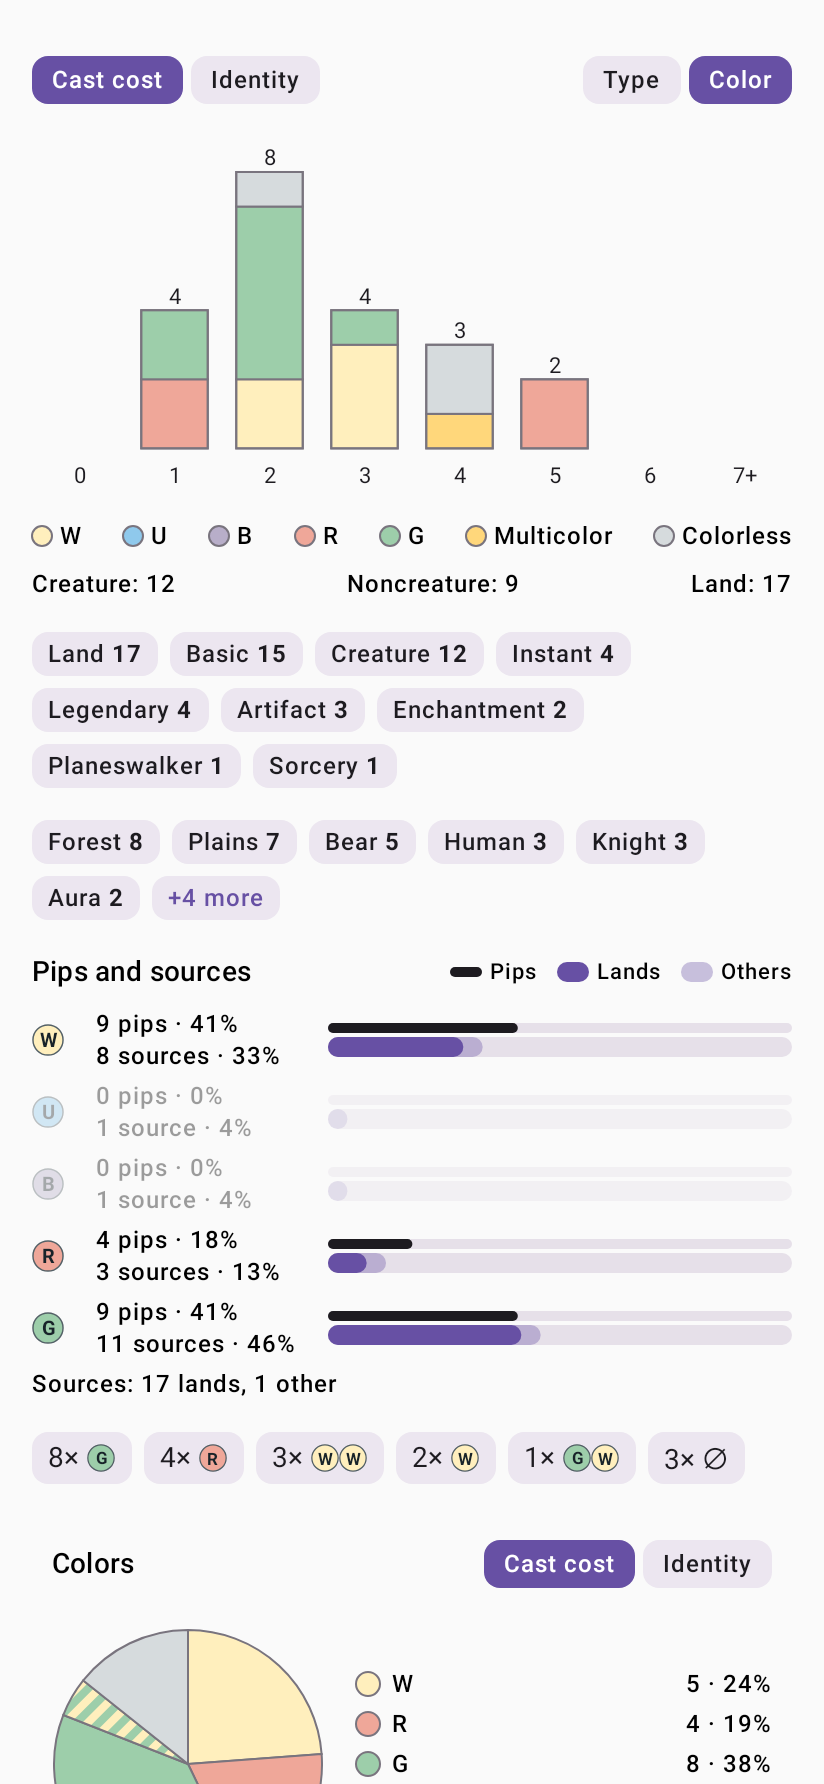 Cast cost Identity Type Color
8
4 4
3
2
0 1 2 3 4 5 6 7+
W U B R G Multicolor Colorless
Creature: 12 Noncreature: 9 Land: 17
Land 17 Basic 15 Creature 12 Instant 4
Legendary 4 Artifact 3 Enchantment 2
Planeswalker 1 Sorcery 1
Forest 8 Plains 7 Bear 5 Human 3 Knight 3
Aura 2 +4 more
Pips and sources Pips Lands Others
W 9 pips · 41%
8 sources · 33%
U 0 pips · 0%
1 source · 4%
B 0 pips · 0%
1 source · 4%
R 4 pips · 18%
3 sources · 13%
G 9 pips · 41%
11 sources · 46%
Sources: 17 lands, 1 other
8× G 4× R 3× W W 2× W 1× G W 3× ∅
Colors Cast cost Identity
W 5 · 24%
R 4 · 19%
G 8 · 38%